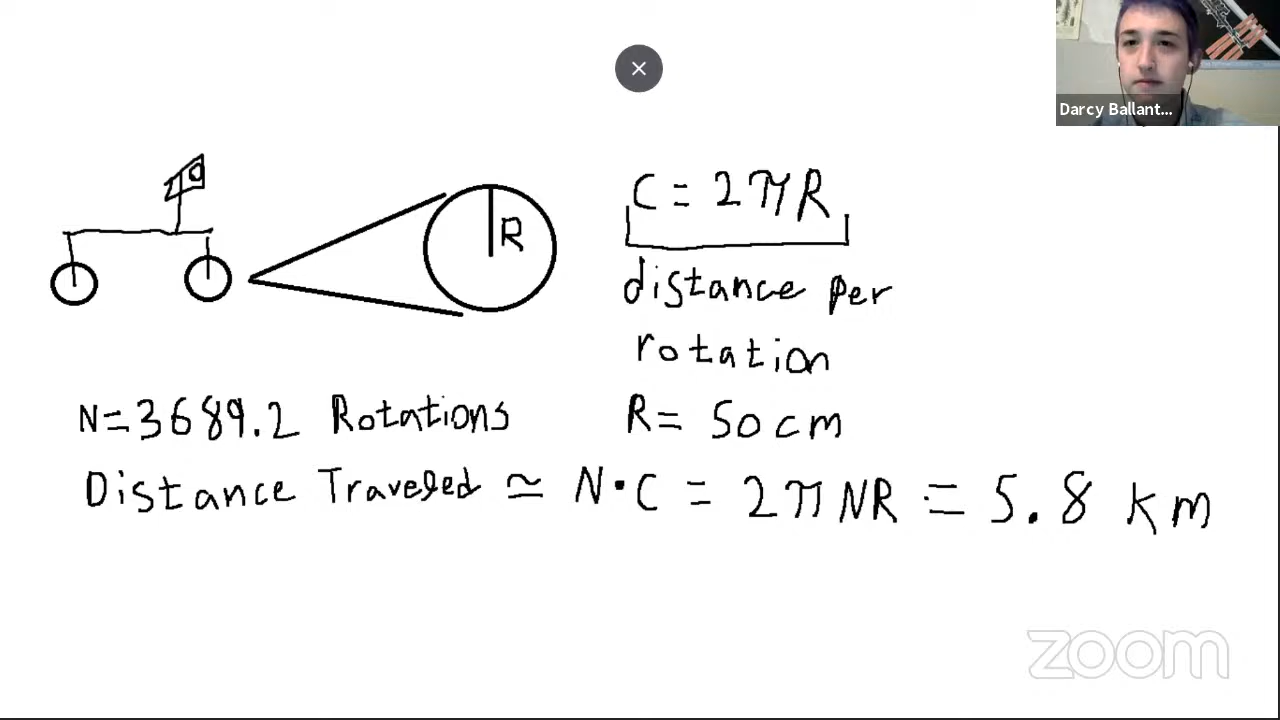 Darcy Ballant...
C = 2πR
R
distance per
rotation
N=3689.2 Rotations
R= 50cm
Distance Traveled ≃ N·C = 2πNR = 5.8 km
zoom